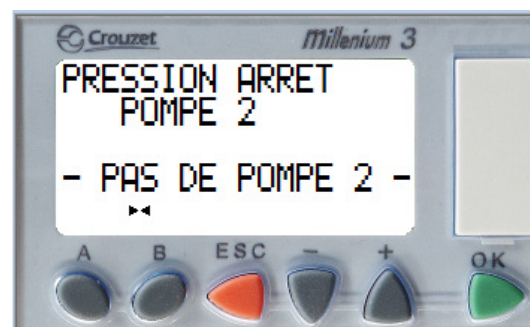 Crouzet Millenium 3
PRESSION ARRET
POMPE 2
- PAS DE POMPE 2 -
A B ESC - + OK